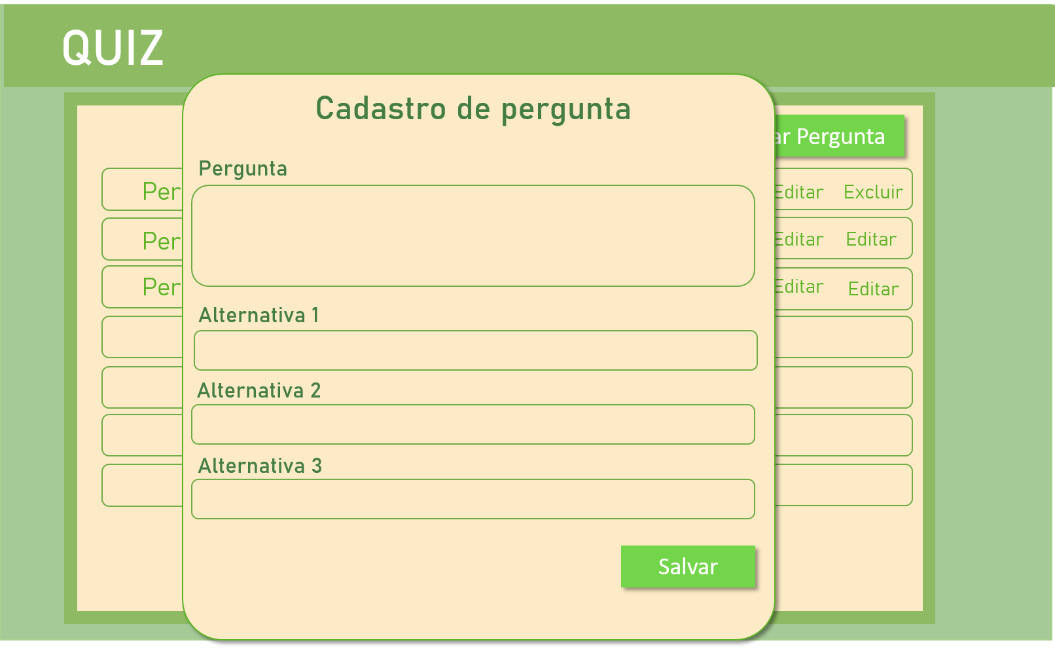 QUIZ
Cadastro de pergunta
ar Pergunta
Pergunta
Per
Editar Excluir
Per
Editar Editar
Per
Editar Editar
Alternativa 1
Alternativa 2
Alternativa 3
Salvar